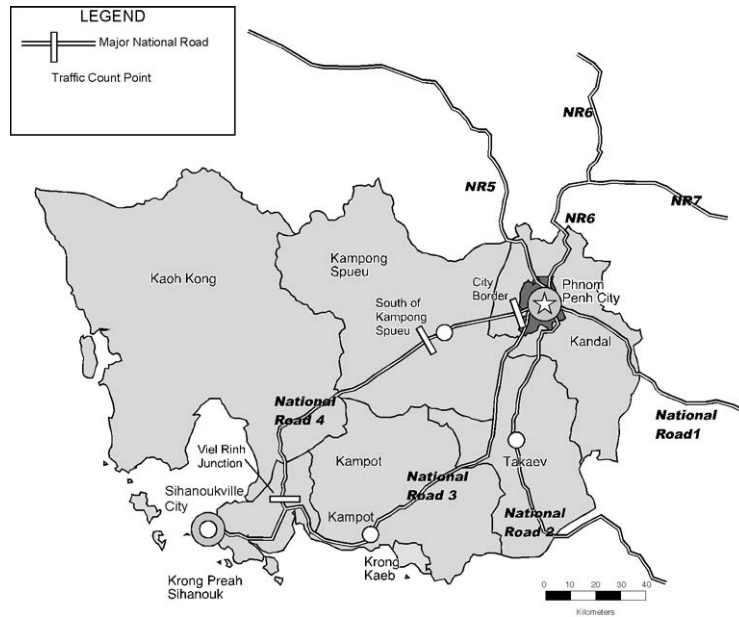 LEGEND
Major National Road
Traffic Count Point
NR6
NR5
NR7
NR6
Kaoh Kong
Kampong
Spueu
City
Border
Phnom
Penh City
South of
Kampong
Spueu
Kandal
National
Road 4
National
Road1
Viel Rinh
Junction
Kampot
Takaev
National
Road 3
Sihanoukville
City
Kampot
National
Road 2
Krong
Kaeb
Krong Preah
Sihanouk
0 10 20 30 40
Kilometers